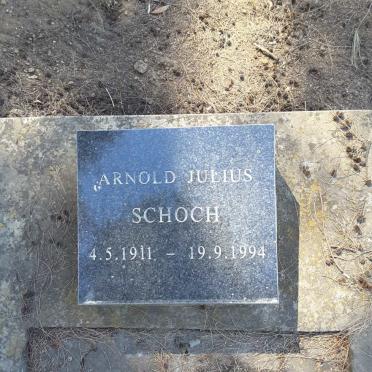 ARNOLD JULIUS
SCHOCH
4.5.1911 - 19.9.1994